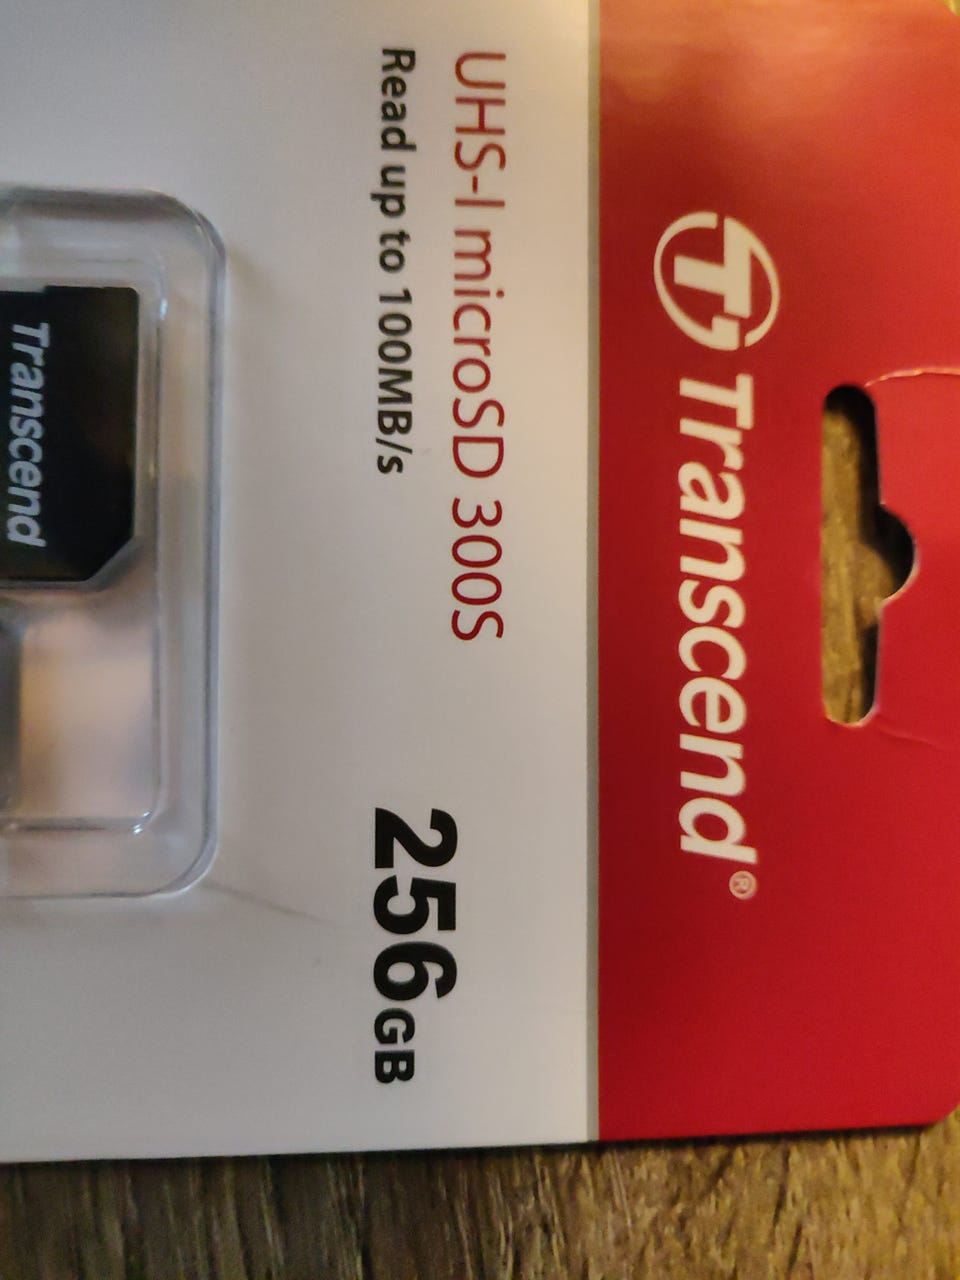 Transcend®
UHS-I microSD 300S
Read up to 100MB/s
256GB
Transcend